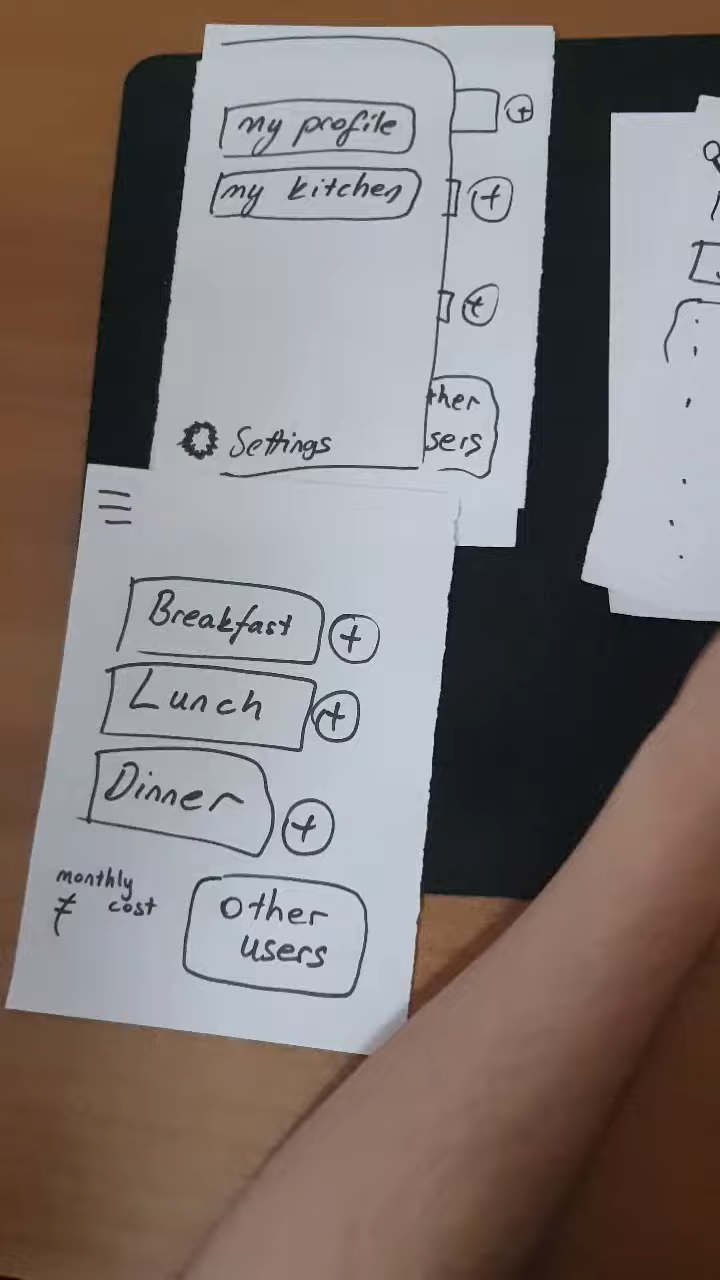 my profile
my kitchen
ther
sers
Settings
Breakfast
Lunch
Dinner
monthly
cost
other
users